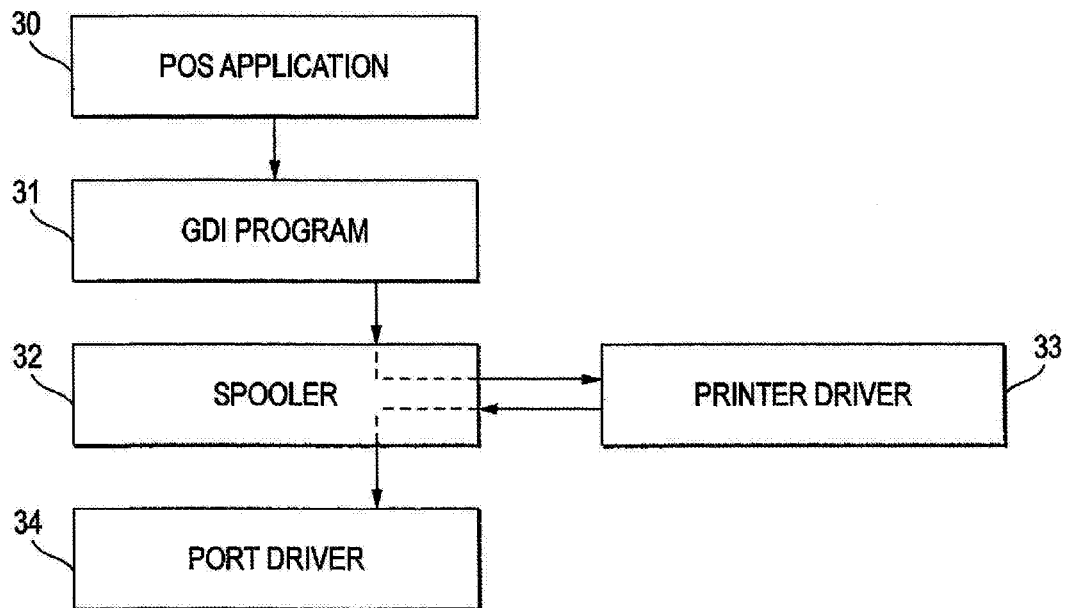 30
POS APPLICATION
31
GDI PROGRAM
32
SPOOLER
33
PRINTER DRIVER
34
PORT DRIVER